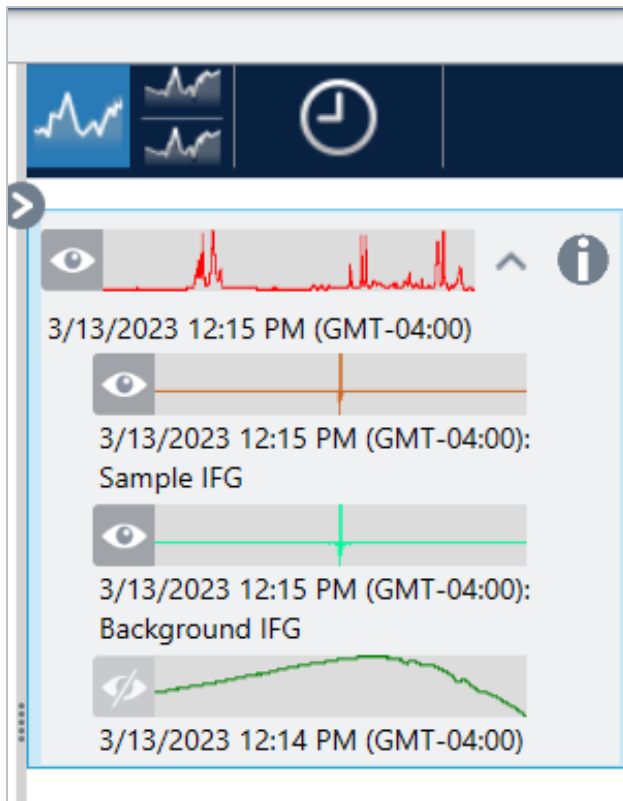 3/13/2023 12:15 PM (GMT-04:00)
3/13/2023 12:15 PM (GMT-04:00):
Sample IFG
3/13/2023 12:15 PM (GMT-04:00):
Background IFG
3/13/2023 12:14 PM (GMT-04:00)